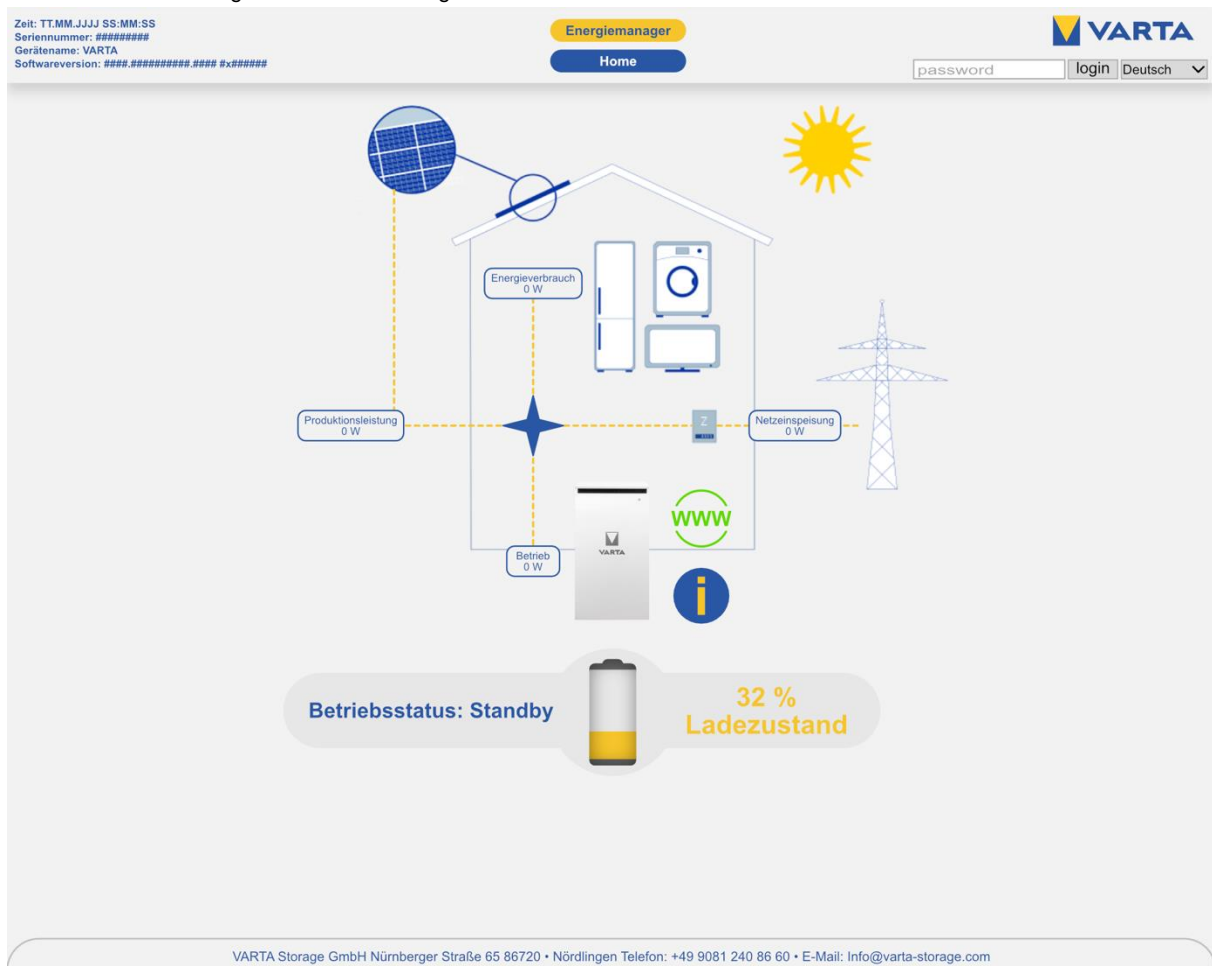 Zeit: TT.MM.JJJJ SS:MM:SS
Seriennummer: #########
Gerätename: VARTA
Softwareversion: ####.##########.#### #x######
Energiemanager
Home
VARTA
password
login
Deutsch
Energieverbrauch
0 W
Produktionsleistung
0 W
Z
Netzeinspeisung
0 W
WWW
VARTA
Betrieb
0 W
i
Betriebsstatus: Standby
32 %
Ladezustand
VARTA Storage GmbH Nürnberger Straße 65 86720 • Nördlingen Telefon: +49 9081 240 86 60 • E-Mail: Info@varta-storage.com